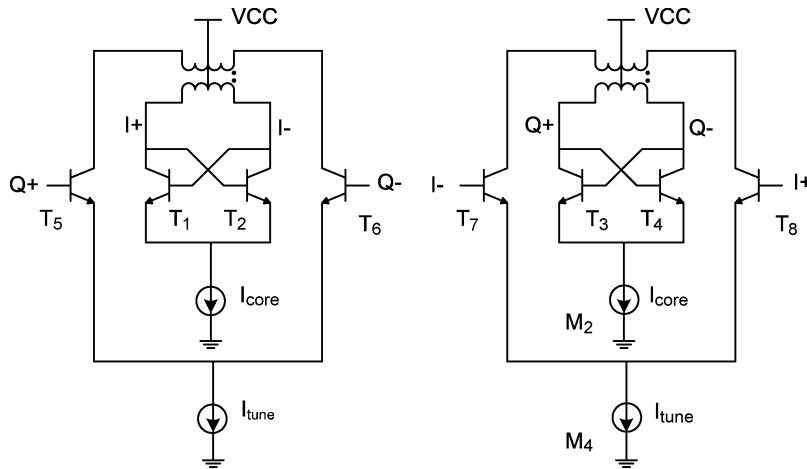 VCC
VCC
I+
I-
Q+
Q-
Q+
Q-
I-
I+
T5
T1
T2
T6
T7
T3
T4
T8
Icore
M2
Icore
Itune
M4
Itune